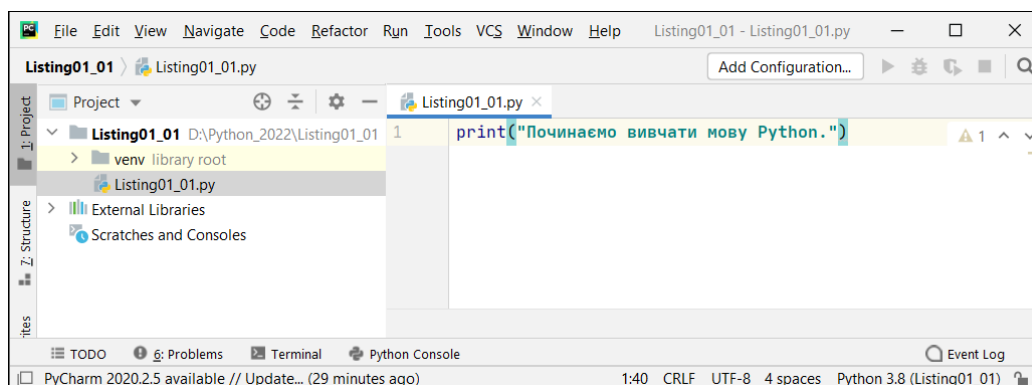 PC File Edit View Navigate Code Refactor Run Tools VCS Window Help Listing01_01 - Listing01_01.py
Listing01_01 Listing01_01.py Add Configuration...
1: Project
Project
Listing01_01.py
Listing01_01 D:\Python_2022\Listing01_01
venv library root
Listing01_01.py
External Libraries
Scratches and Consoles
1 print("Починаємо вивчати мову Python.")
1
Z: Structure
TODO 6: Problems Terminal Python Console Event Log
PyCharm 2020.2.5 available // Update... (29 minutes ago) 1:40 CRLF UTF-8 4 spaces Python 3.8 (Listing01_01)